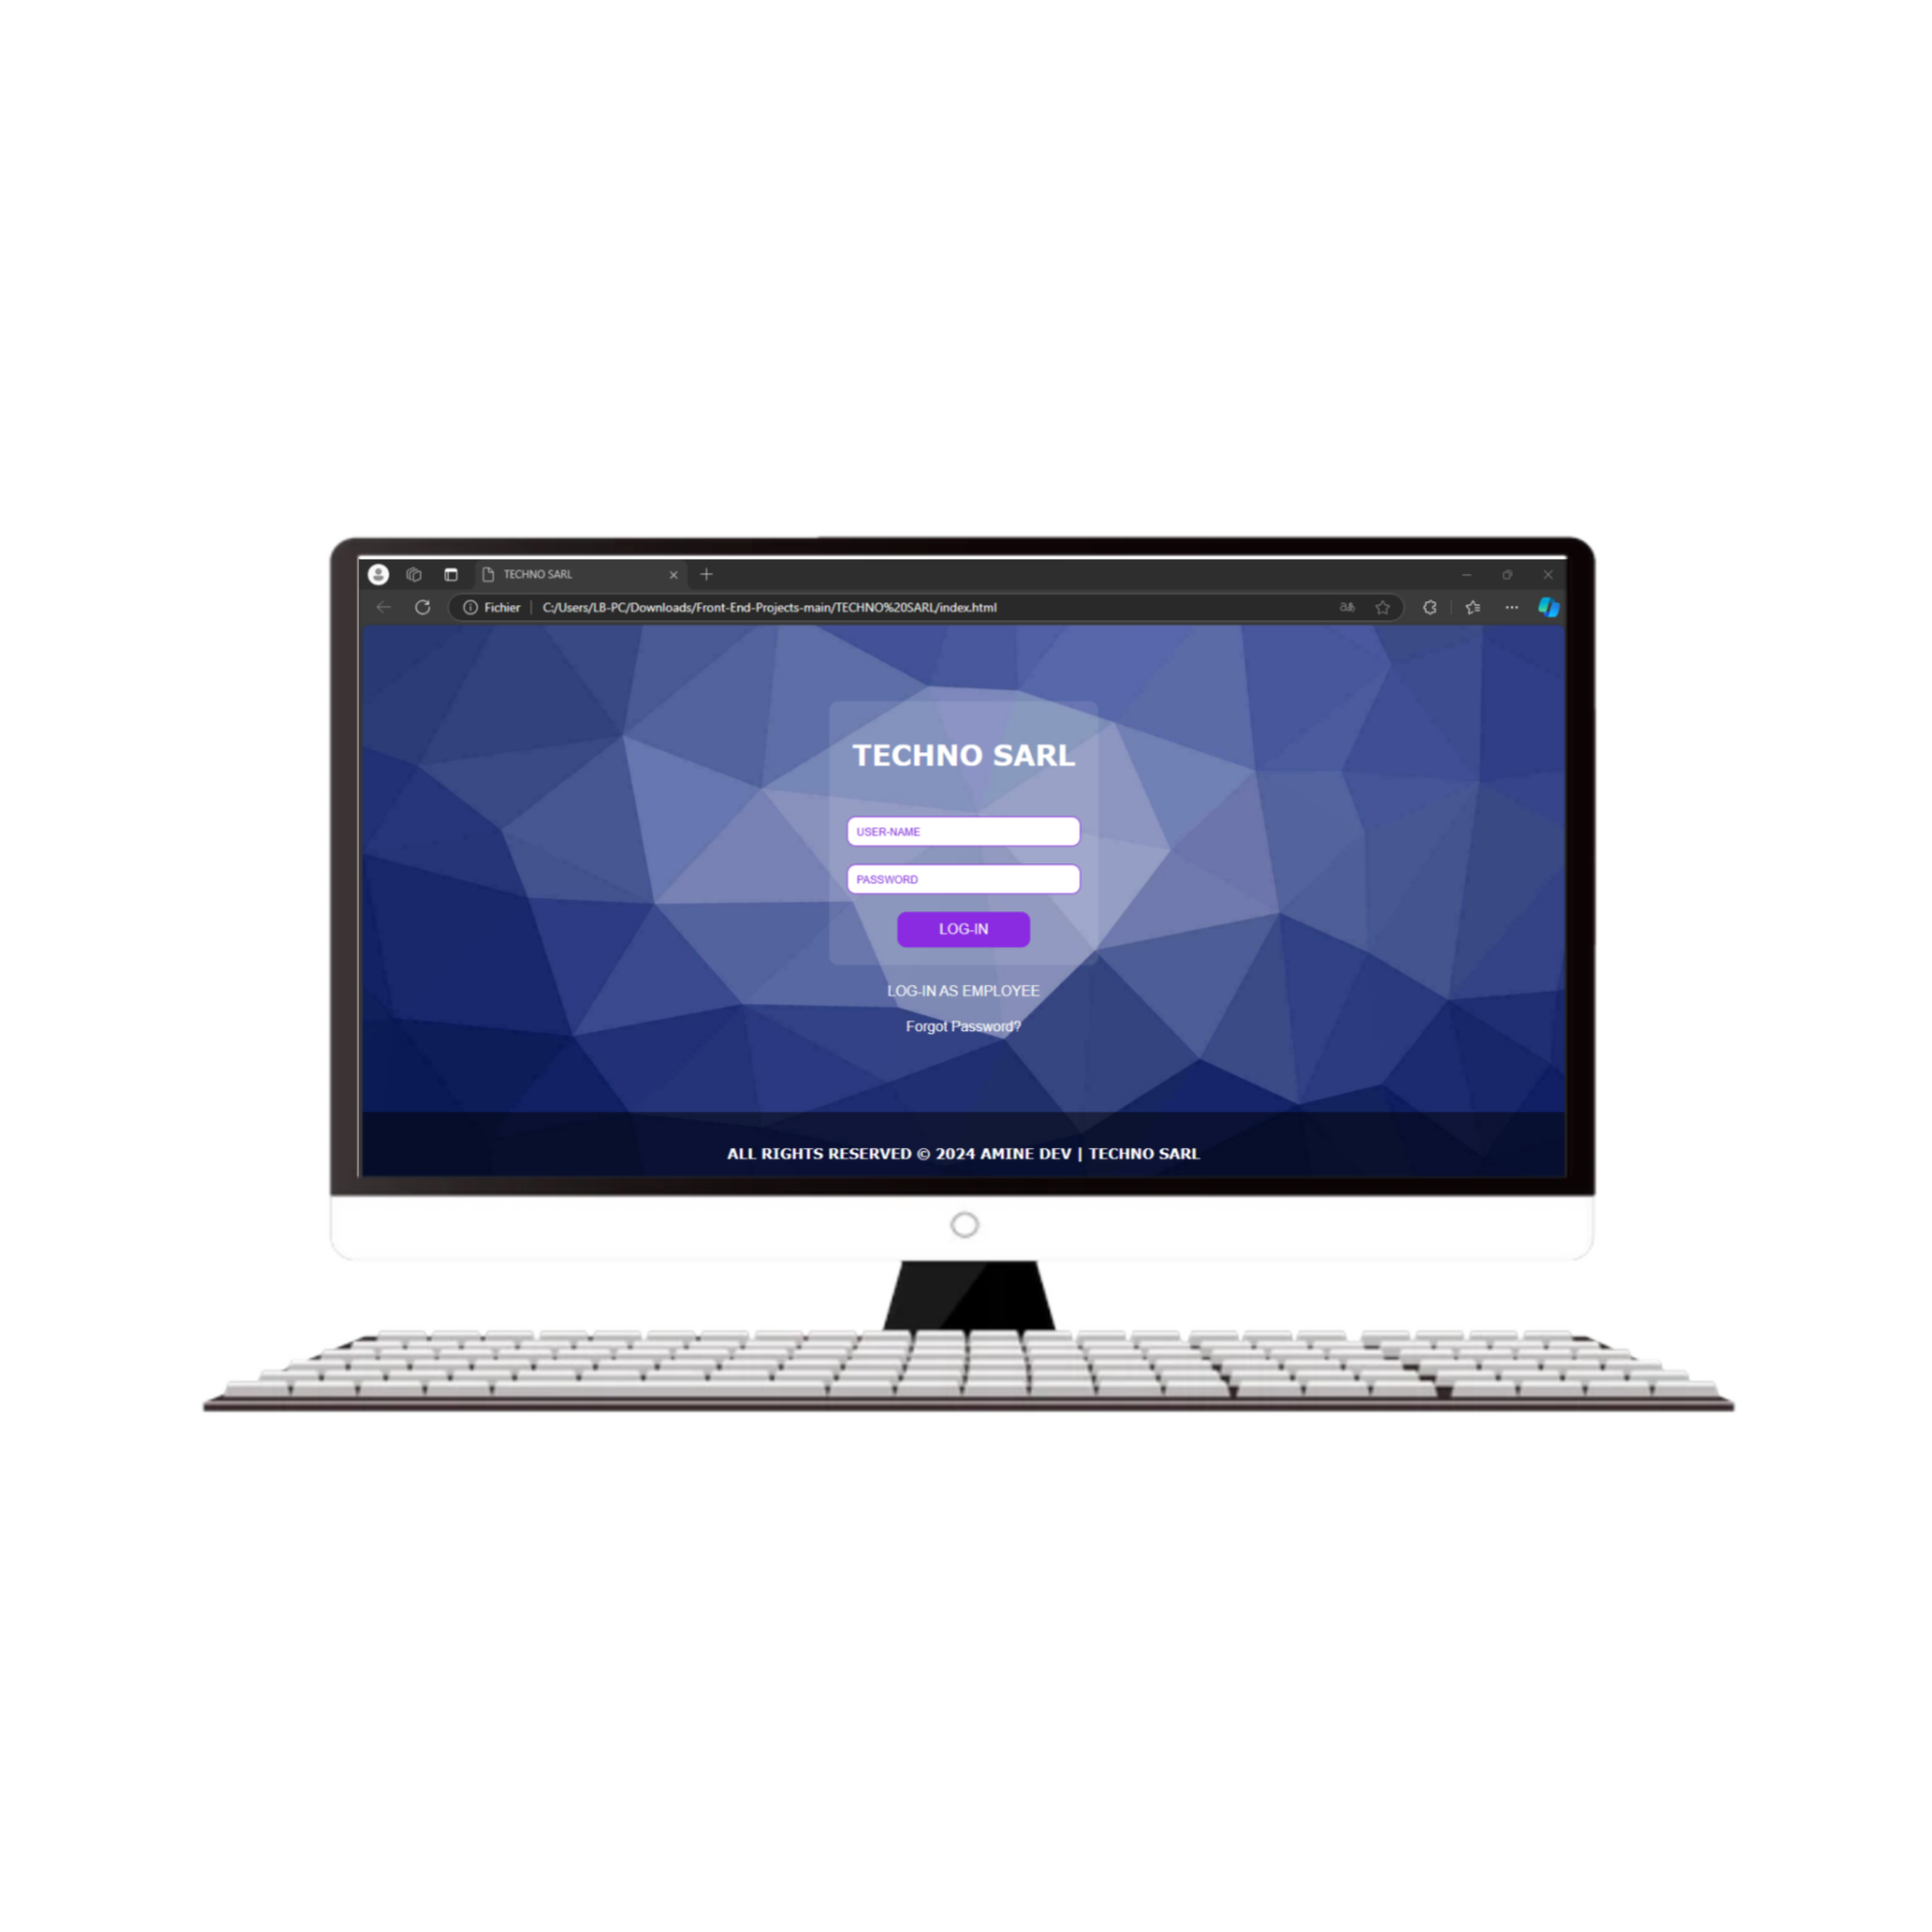 TECHNO SARL
Fichier C:/Users/LB-PC/Downloads/Front-End-Projects-main/TECHNO%20SARL/index.html
TECHNO SARL
USER-NAME
PASSWORD
LOG-IN
LOG-IN AS EMPLOYEE
Forgot Password?
ALL RIGHTS RESERVED © 2024 AMINE DEV | TECHNO SARL